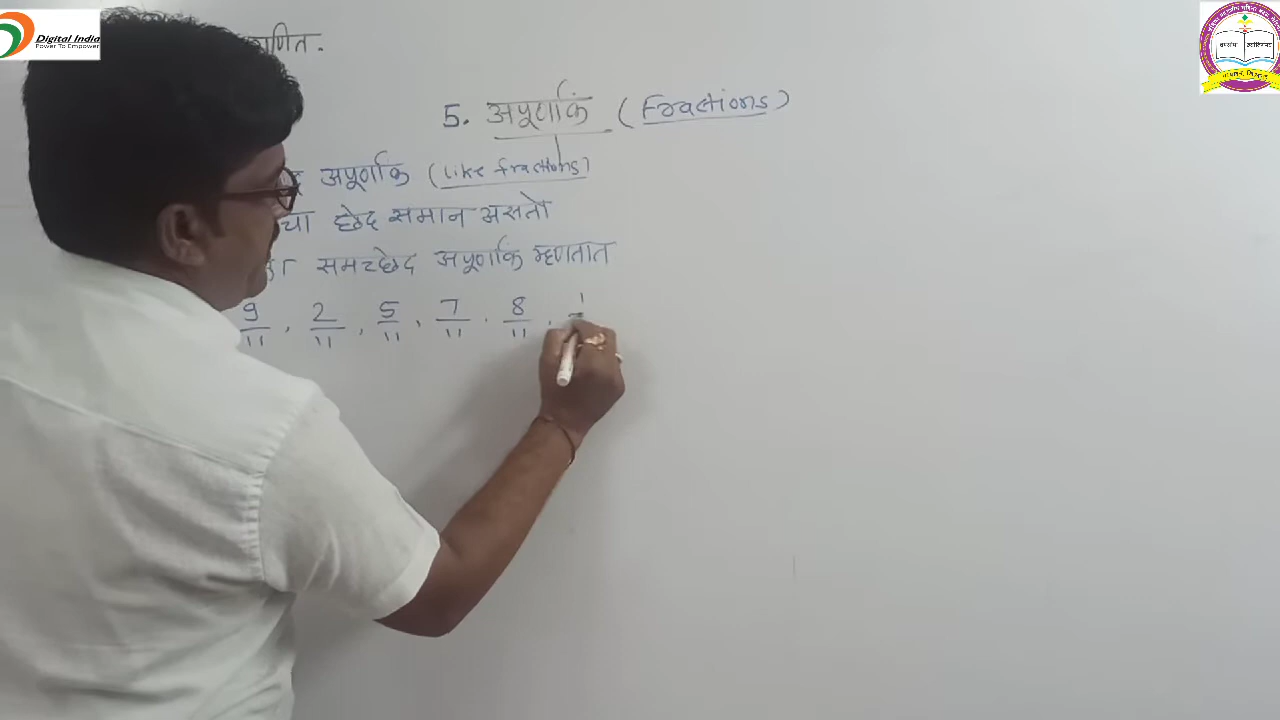 Digital India
Power To Empower
5. अपूर्णांक (Fractions)
अपूर्णांक (Like fractions)
छेद समान असतो
समच्छेद अपूर्णांक म्हणतात
9/11, 2/11, 5/11, 7/11, 8/11, 1